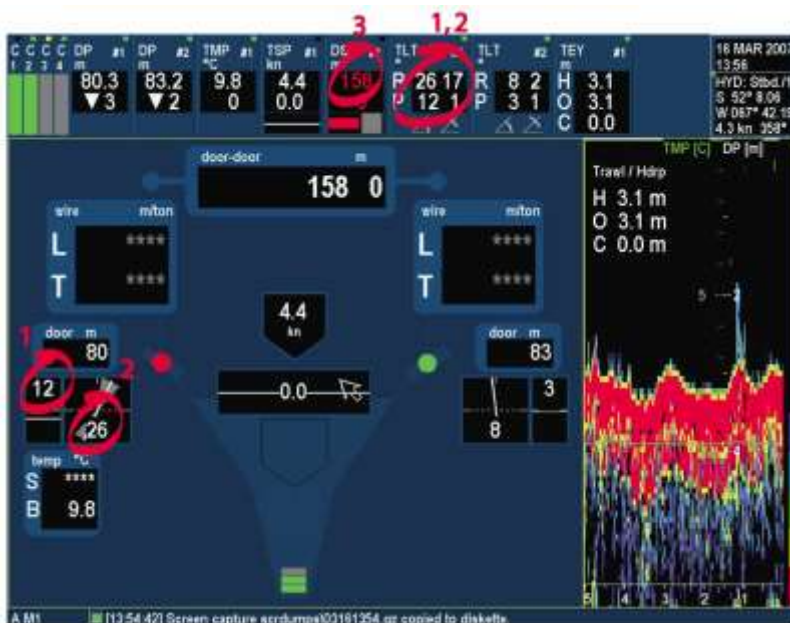 3 1,2
C C C C
1 2 3 4
DP #1
m
80.3
▼3
DP #2
m
83.2
▼2
TMP #1
°C
9.8
0
TSP #1
kn
4.4
0.0
m
158
TLT
°
R 26 17
P 12 1
TLT #2
°
R 8 2
P 3 1
TEY #1
m
H 3.1
O 3.1
C 0.0
16 MAR 2007
13:56
HYD: Stbd./
S 52° 8.06
W 067° 42.19
4.3 kn 358°
door-door m
158 0
wire m/ton
L ****
T ****
wire m/ton
L ****
T ****
4.4
kn
0.0
1
door m
80
12
2
26
temp °C
S ****
B 9.8
door m
83
3
8
TMP [C] DP [m]
Trawl / Hdrp
H 3.1 m
O 3.1 m
C 0.0 m
5 2
4
5 4 2 1
A M1 [13:54:42] Screen capture scrdumps\03161354.gz copied to diskette.